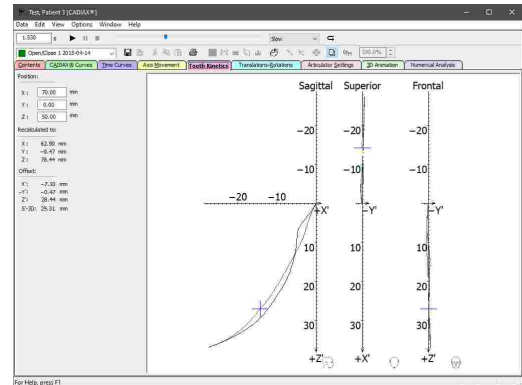 Test, Patient 3 [CADIAX®]
Data Edit View Options Window Help
1.530 s Slow
Open/Close 1 2015-04-14 100.0%
Contents CADIAX® Curves Time Curves Axis Movement Tooth Kinetics Translations-Rotations Articulator Settings 3D Animation Numerical Analysis
Position:
X: 70.00 mm
Y: 0.00 mm
Z: 50.00 mm
Recalculated to:
X: 62.90 mm
Y: -0.47 mm
Z: 78.44 mm
Offset:
X': -7.10 mm
-Y': -0.47 mm
Z': 28.44 mm
S'-3D: 29.31 mm
Sagittal Superior Frontal
-20 -20 -20
-10 -10 -10
-20 -10
+X' -Y' -Y'
10 10 10
20 20 20
30 30 30
+Z' +X' +Z'
For Help, press F1